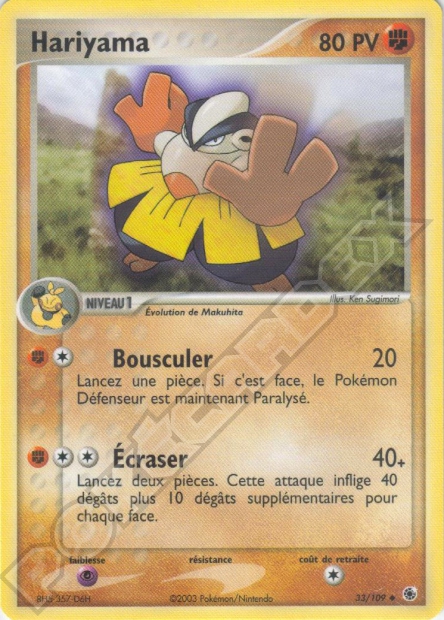 Hariyama 80 PV
Illus. Ken Sugimori
NIVEAU 1
Évolution de Makuhita
Bousculer 20
Lancez une pièce. Si c'est face, le Pokémon
Défenseur est maintenant Paralysé.
Écraser 40+
Lancez deux pièces. Cette attaque inflige 40
dégâts plus 10 dégâts supplémentaires pour
chaque face.
faiblesse résistance coût de retraite
©2003 Pokémon/Nintendo 33/109
POKECARDEX